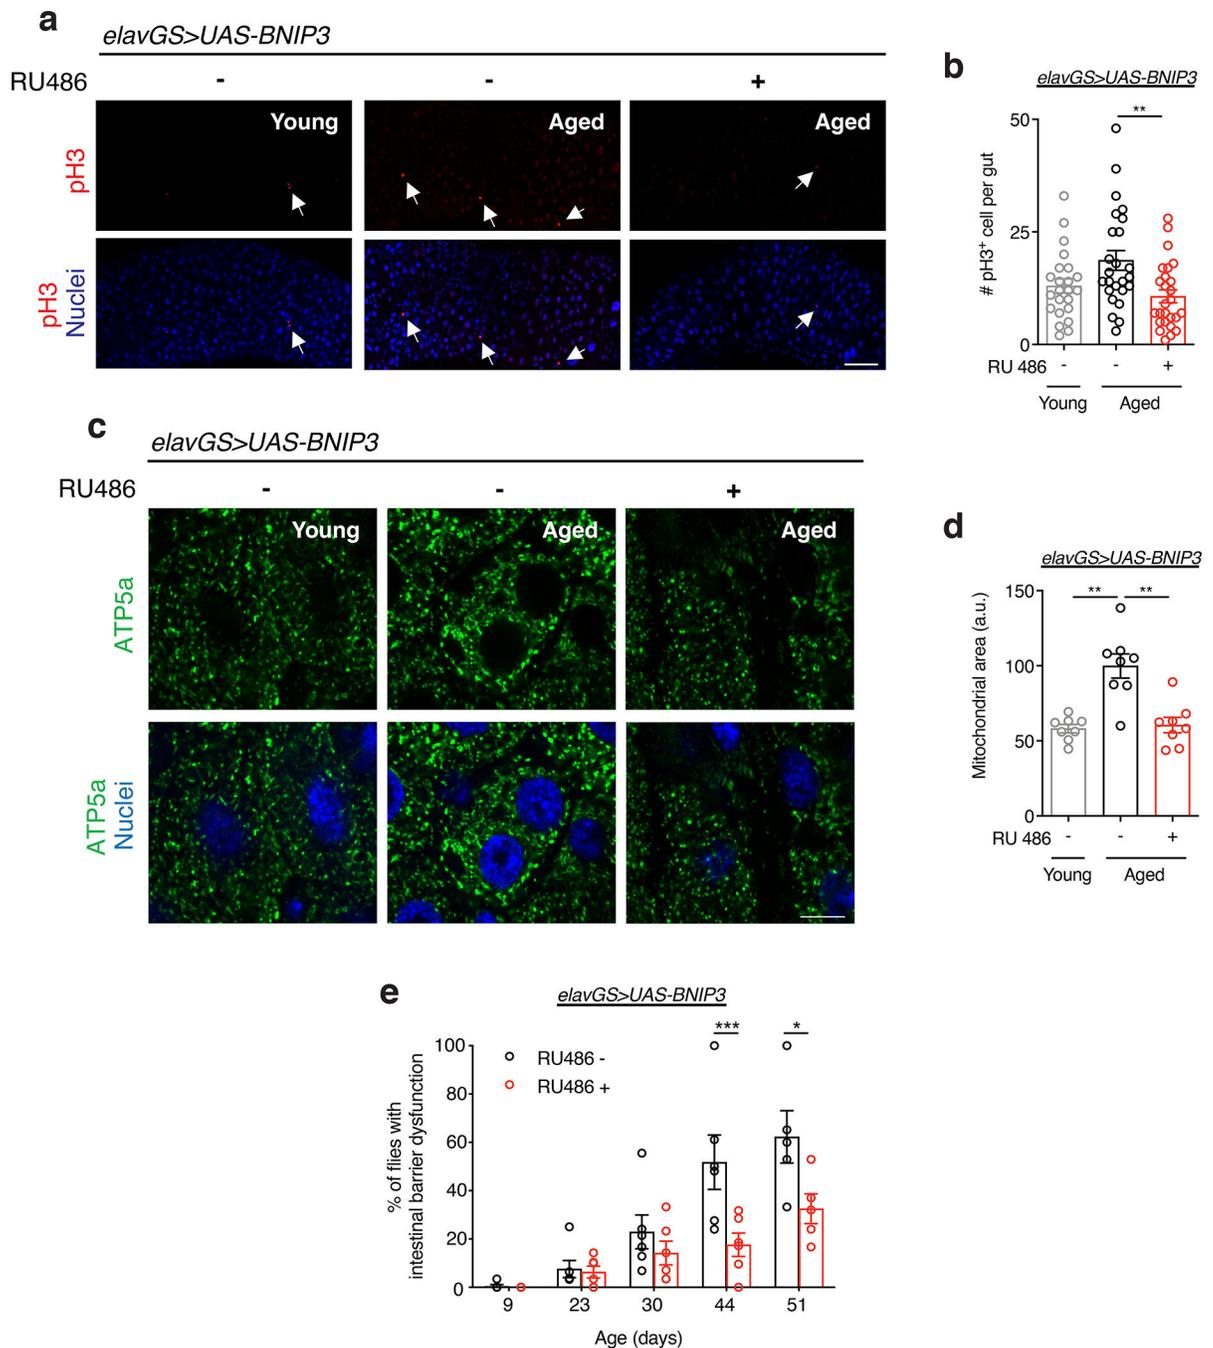 a
elavGS>UAS-BNIP3
RU486 - - +
Young Aged Aged
pH3
pH3
Nuclei
b
elavGS>UAS-BNIP3
**
# pH3+ cell per gut
50
25
0
RU 486 - - +
Young Aged
c
elavGS>UAS-BNIP3
RU486 - - +
Young Aged Aged
ATP5a
ATP5a
Nuclei
d
elavGS>UAS-BNIP3
** **
Mitochondrial area (a.u.)
150
100
50
0
RU 486 - - +
Young Aged
e
elavGS>UAS-BNIP3
*** *
RU486 -
RU486 +
% of flies with
intestinal barrier dysfunction
100
80
60
40
20
0
9 23 30 44 51
Age (days)